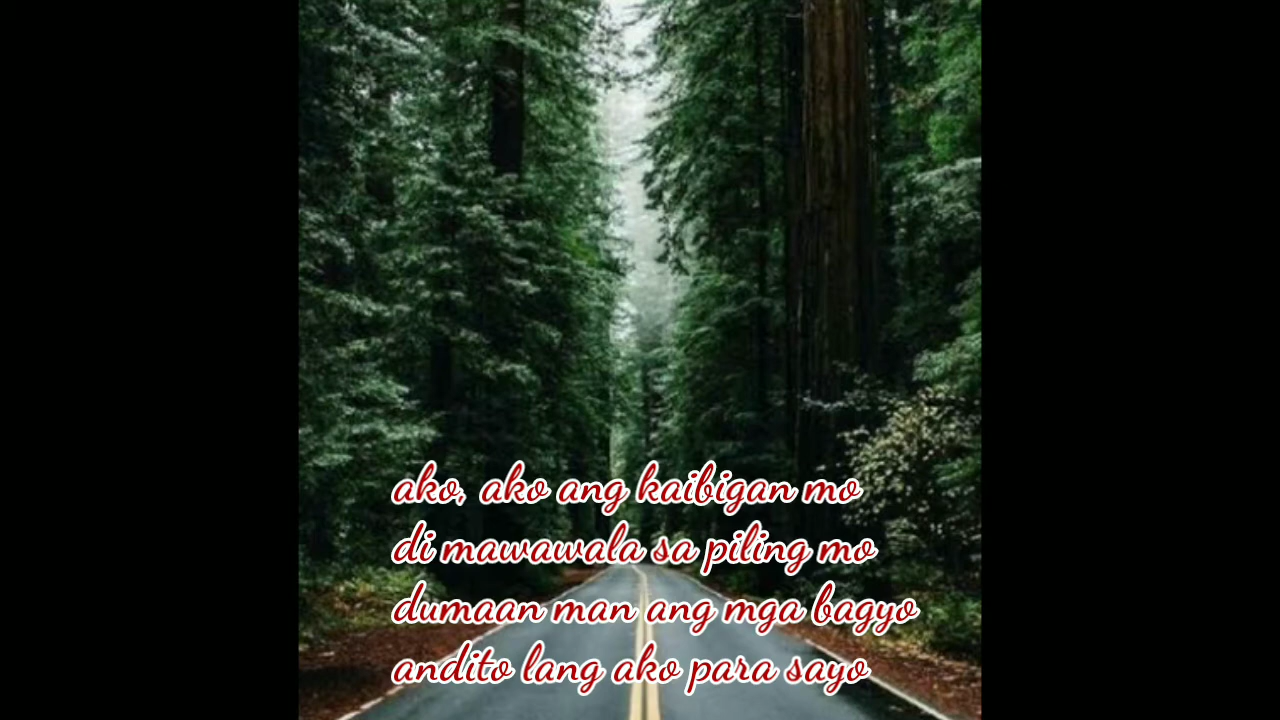 ako, ako ang kaibigan mo
di mawawala sa piling mo
dumaan man ang mga bagyo
andito lang ako para sayo